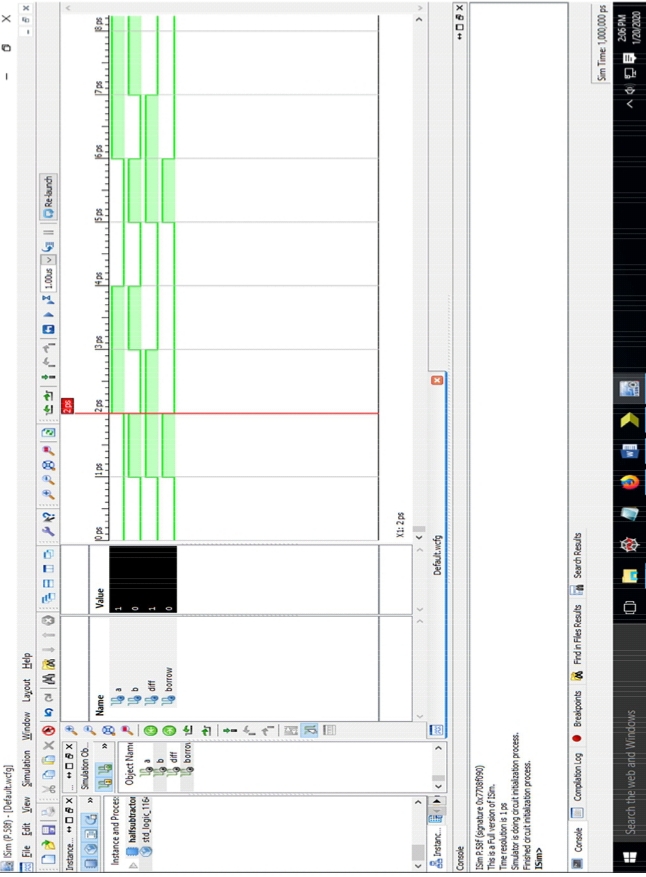 ISim (P.58f) - [Default.wcfg]
File Edit View Simulation Window Layout Help
1.00us
Re-launch
Instance...
...
Simulation Ob...
Instance and Proces
halfsubtractor
std_logic_116
Object Name
a
b
diff
borro
Name
Value
a
1
b
0
diff
1
borrow
0
2 ps
0 ps
1 ps
2 ps
3 ps
4 ps
5 ps
6 ps
7 ps
8 ps
X1: 2 ps
Instanc...
Default.wcfg
Console
ISim P.58f (signature 0x7708f090)
This is a Full version of ISim.
Time resolution is 1 ps
Simulator is doing circuit initialization process.
Finished circuit initialization process.
ISim>
Console Compilation Log Breakpoints Find in Files Results Search Results
Sim Time: 1,000,000 ps
Search the web and Windows
2:06 PM
1/20/2020